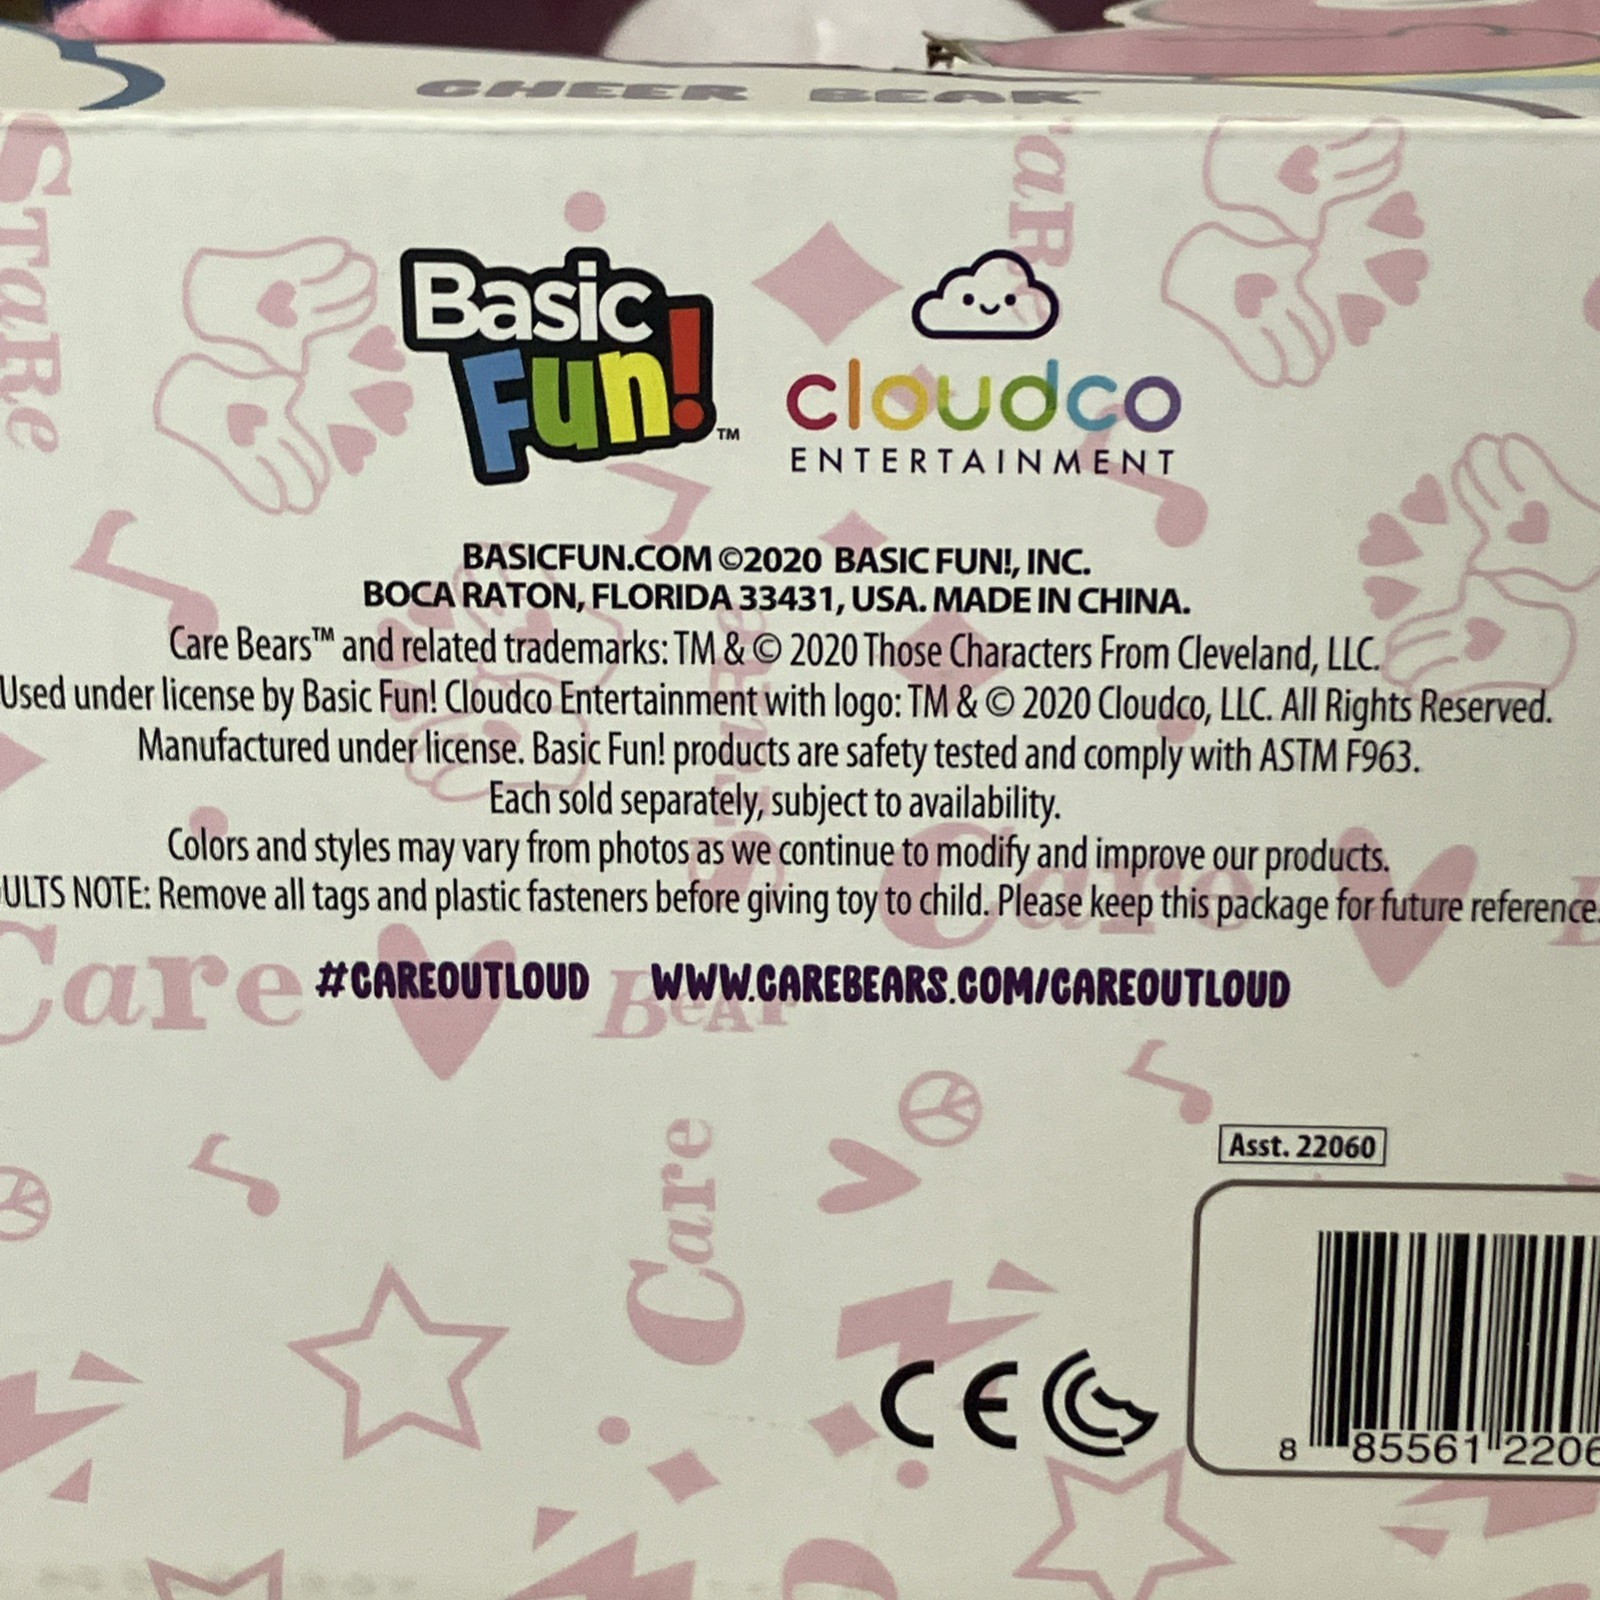 CHEER BEAR
STaRe
Basic
Fun!™
cloudco
ENTERTAINMENT
BASICFUN.COM ©2020 BASIC FUN!, INC.
BOCA RATON, FLORIDA 33431, USA. MADE IN CHINA.
Care Bears™ and related trademarks: TM & © 2020 Those Characters From Cleveland, LLC.
Used under license by Basic Fun! Cloudco Entertainment with logo: TM & © 2020 Cloudco, LLC. All Rights Reserved.
Manufactured under license. Basic Fun! products are safety tested and comply with ASTM F963.
Each sold separately, subject to availability.
Colors and styles may vary from photos as we continue to modify and improve our products.
ULTS NOTE: Remove all tags and plastic fasteners before giving toy to child. Please keep this package for future reference.
Care
Care BeAr
#CAREOUTLOUD WWW.CAREBEARS.COM/CAREOUTLOUD
Care
Asst. 22060
CE
8 85561 2206